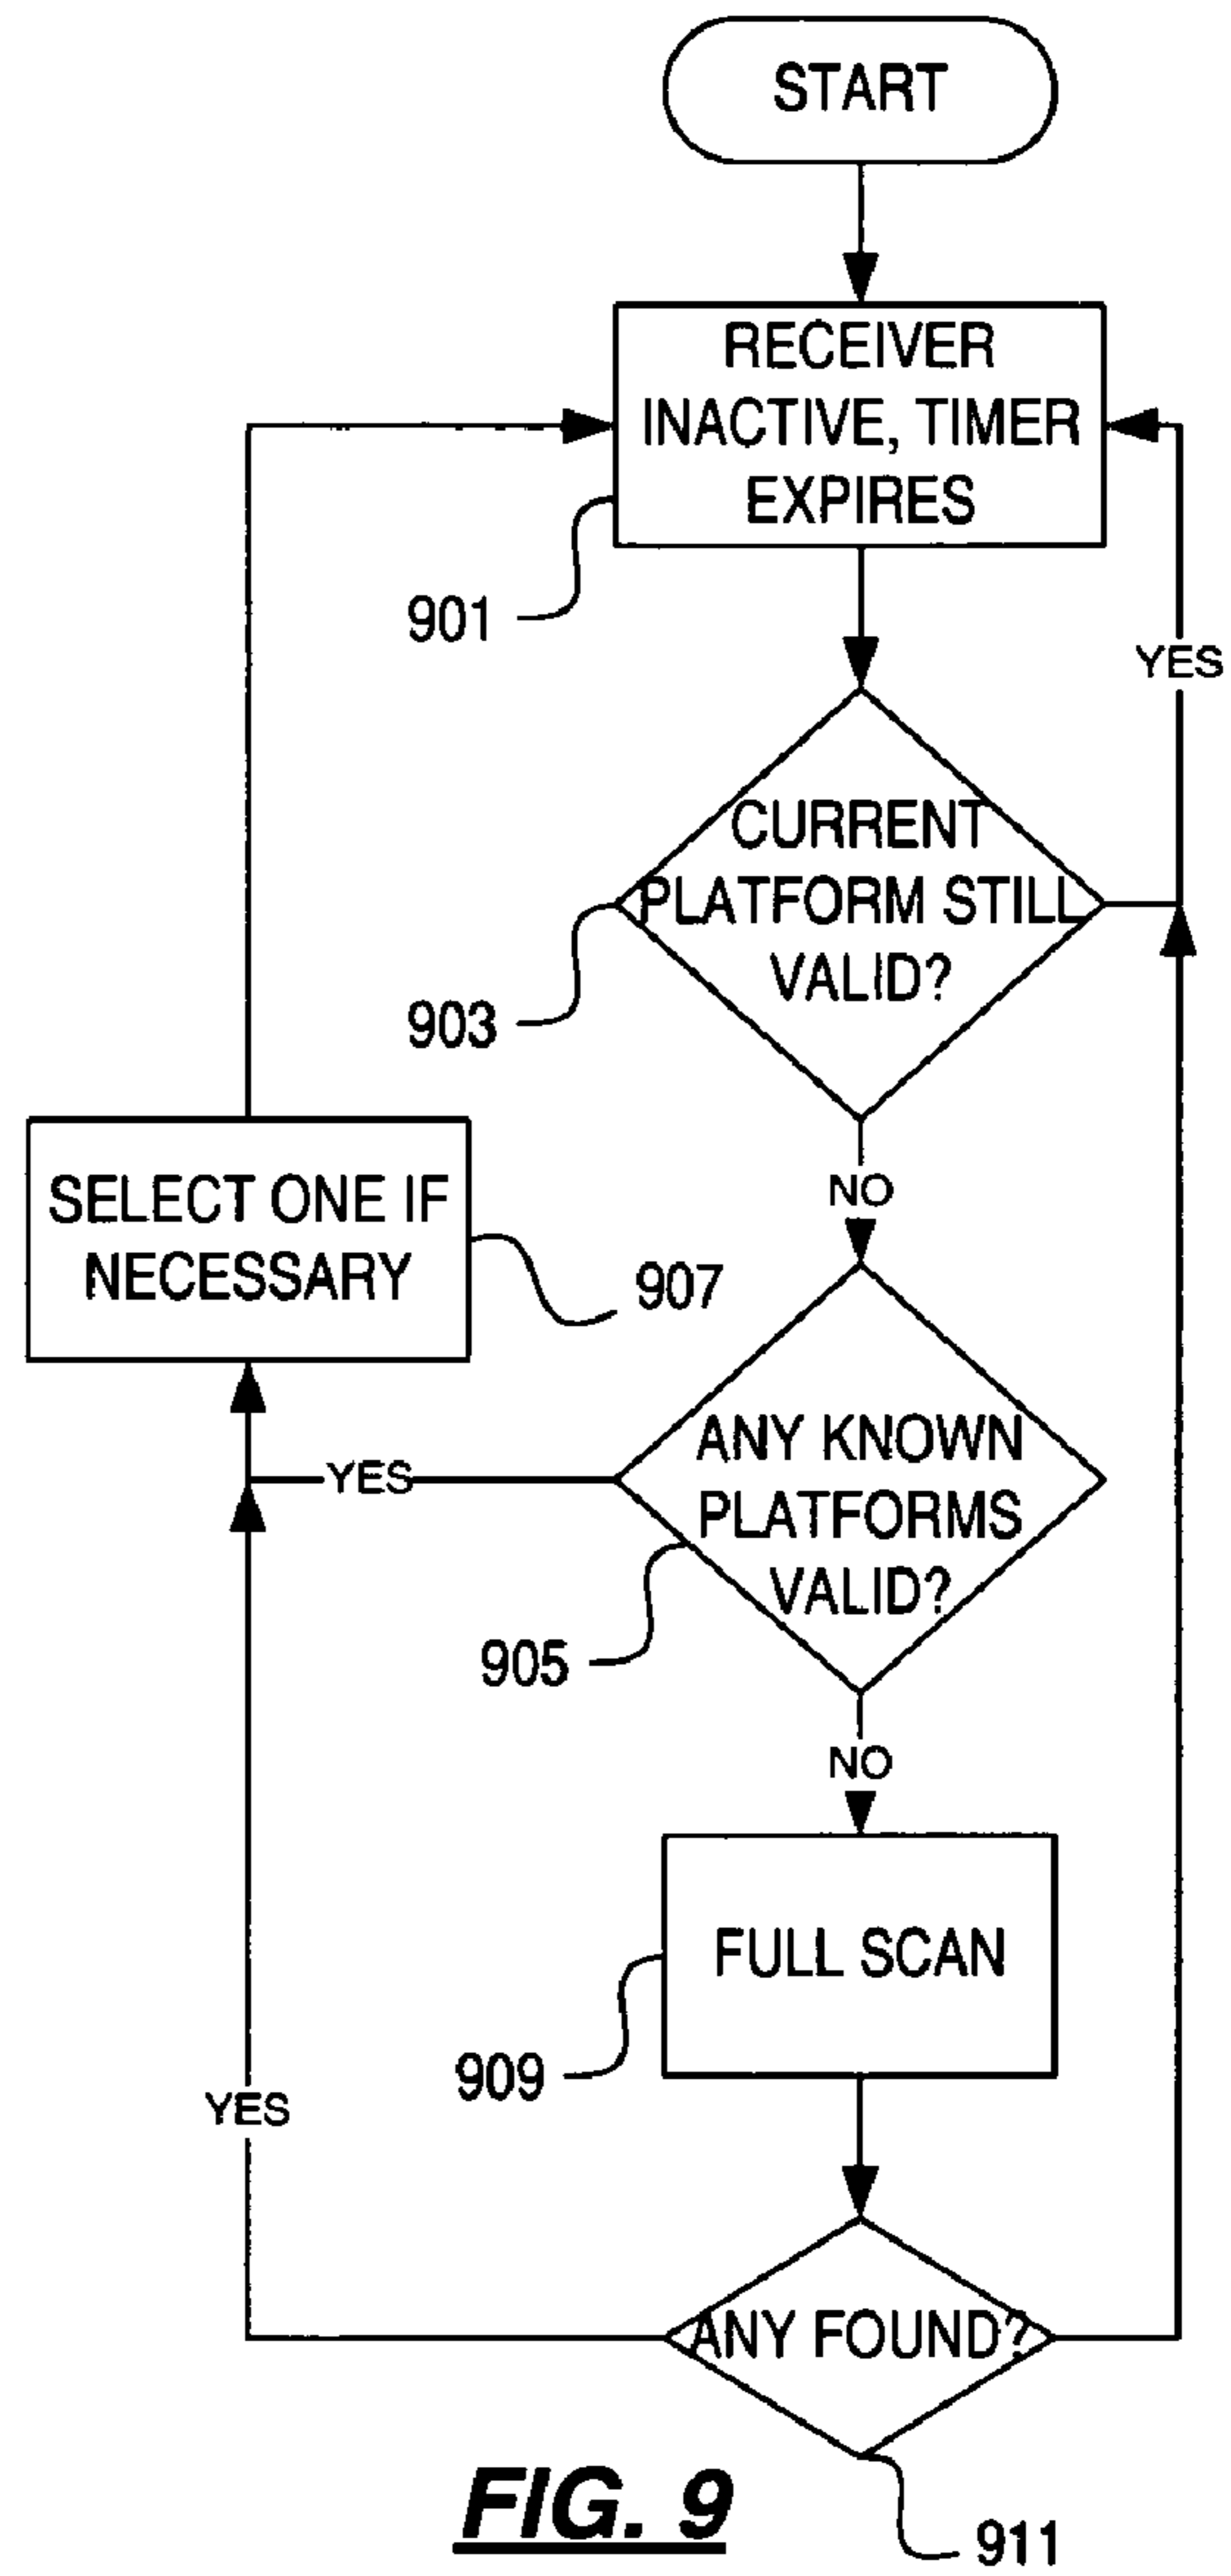 START
RECEIVER
INACTIVE, TIMER
EXPIRES
901
YES
CURRENT
PLATFORM STILL
VALID?
903
NO
SELECT ONE IF
NECESSARY
907
ANY KNOWN
PLATFORMS
VALID?
YES
905
NO
FULL SCAN
909
YES
ANY FOUND?
911
FIG. 9